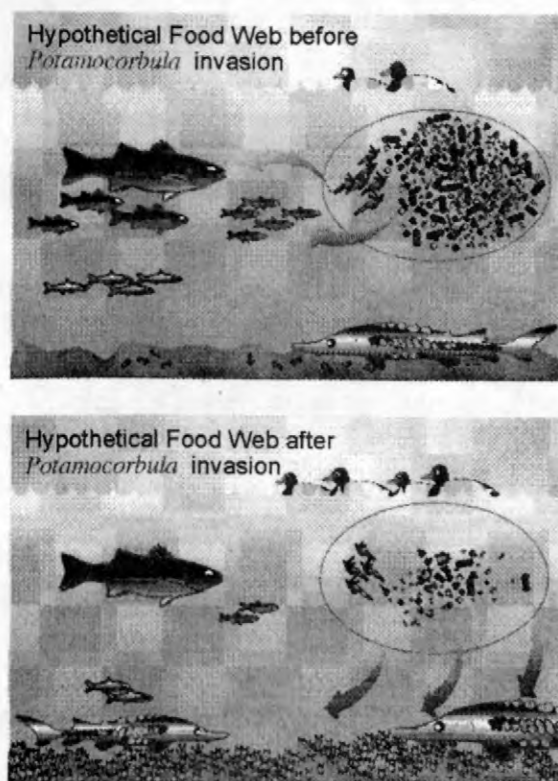 Hypothetical Food Web before
Potamocorbula invasion
Hypothetical Food Web after
Potamocorbula invasion